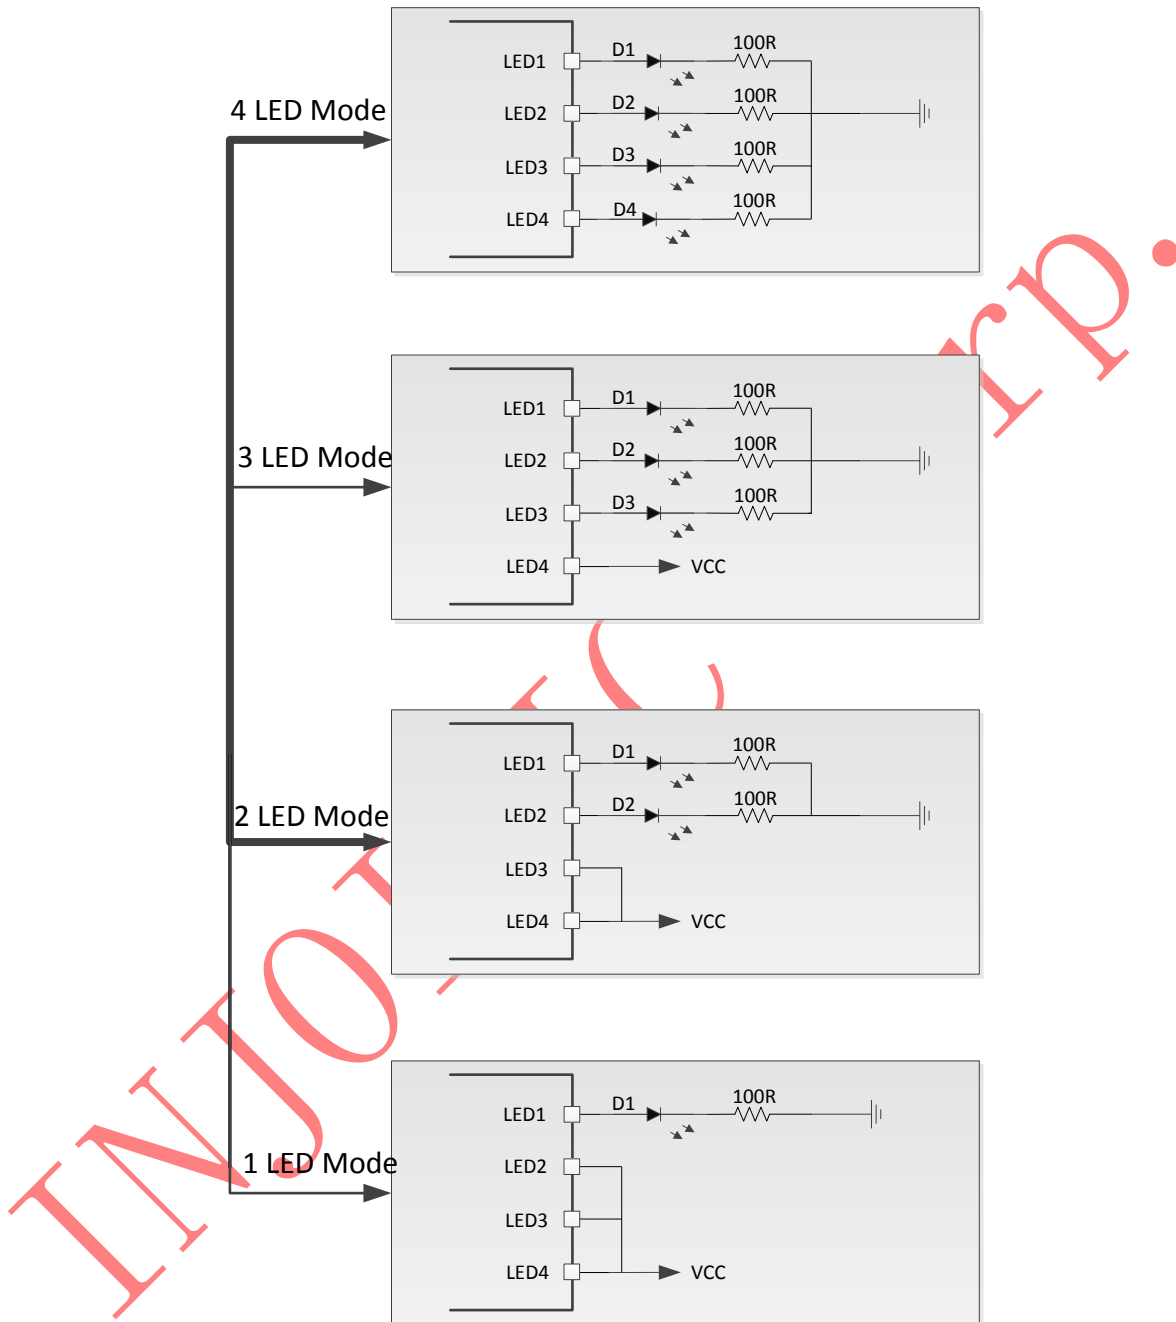 4 LED Mode
LED1 D1 100R
LED2 D2 100R
LED3 D3 100R
LED4 D4 100R
3 LED Mode
LED1 D1 100R
LED2 D2 100R
LED3 D3 100R
LED4 VCC
2 LED Mode
LED1 D1 100R
LED2 D2 100R
LED3
LED4 VCC
1 LED Mode
LED1 D1 100R
LED2
LED3
LED4 VCC